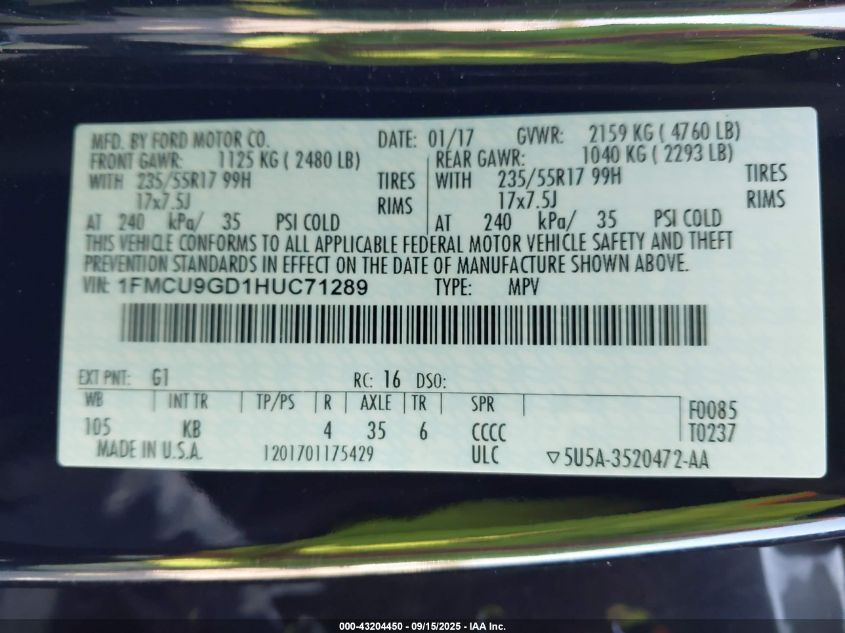 MFD. BY FORD MOTOR CO. DATE: 01/17 GVWR: 2159 KG ( 4760 LB)
FRONT GAWR: 1125 KG ( 2480 LB) REAR GAWR: 1040 KG ( 2293 LB)
WITH 235/55R17 99H TIRES WITH 235/55R17 99H TIRES
17x7.5J RIMS 17x7.5J RIMS
AT 240 kPa/ 35 PSI COLD AT 240 kPa/ 35 PSI COLD
THIS VEHICLE CONFORMS TO ALL APPLICABLE FEDERAL MOTOR VEHICLE SAFETY AND THEFT
PREVENTION STANDARDS IN EFFECT ON THE DATE OF MANUFACTURE SHOWN ABOVE.
VIN: 1FMCU9GD1HUC71289 TYPE: MPV
EXT PNT: G1 RC: 16 DSO:
WB INT TR TP/PS R AXLE TR SPR F0085
105 KB 4 35 6 CCCC T0237
MADE IN U.S.A. 1201701175429 ULC ▽5U5A-3520472-AA
000-43204450 - 09/15/2025 - IAA Inc.